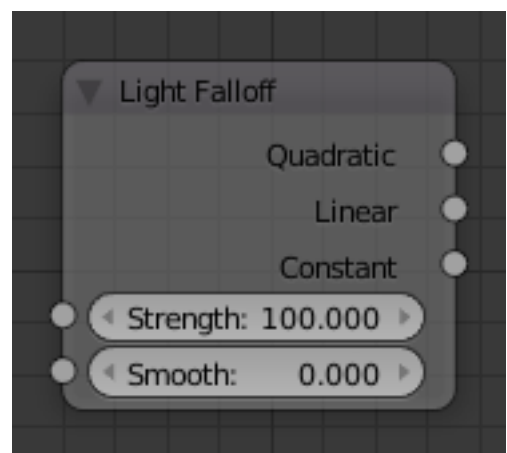 Light Falloff
Quadratic
Linear
Constant
Strength: 100.000
Smooth: 0.000